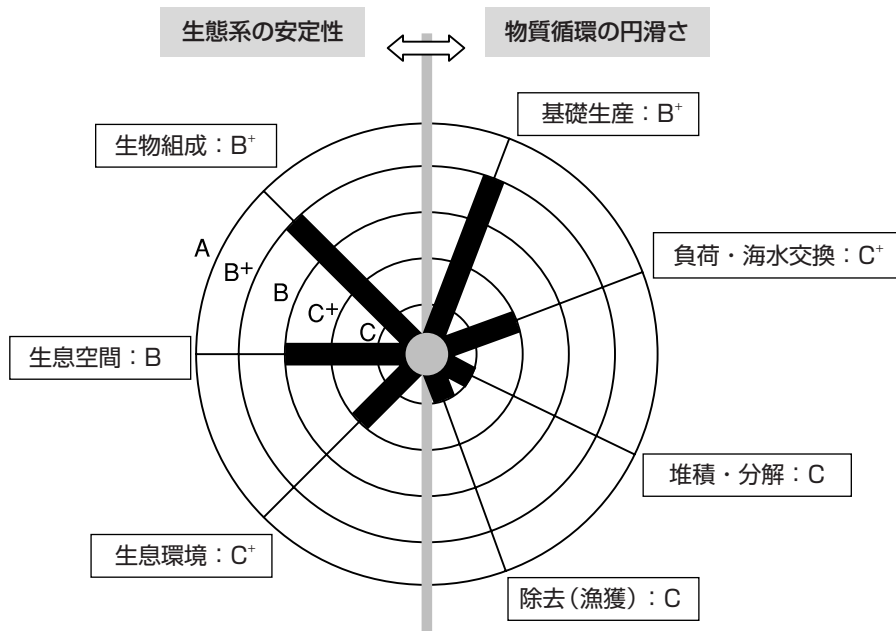 生態系の安定性
物質循環の円滑さ
基礎生産：B⁺
生物組成：B⁺
負荷・海水交換：C⁺
A
B+
B
C+
C
生息空間：B
堆積・分解：C
生息環境：C⁺
除去（漁獲）：C